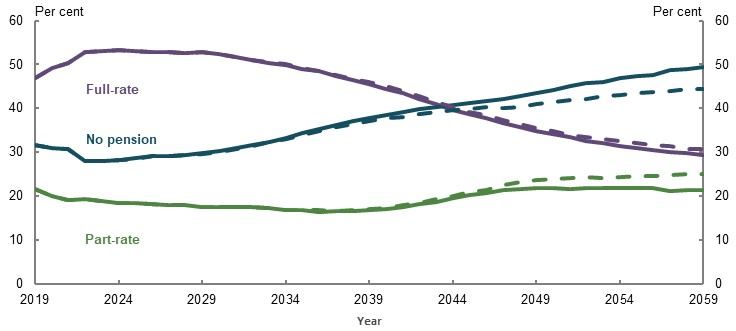 Per cent Per cent
60 60
50 50
40 40
30 30
20 20
10 10
0 0
Full-rate
No pension
Part-rate
2019 2024 2029 2034 2039 2044 2049 2054 2059
Year